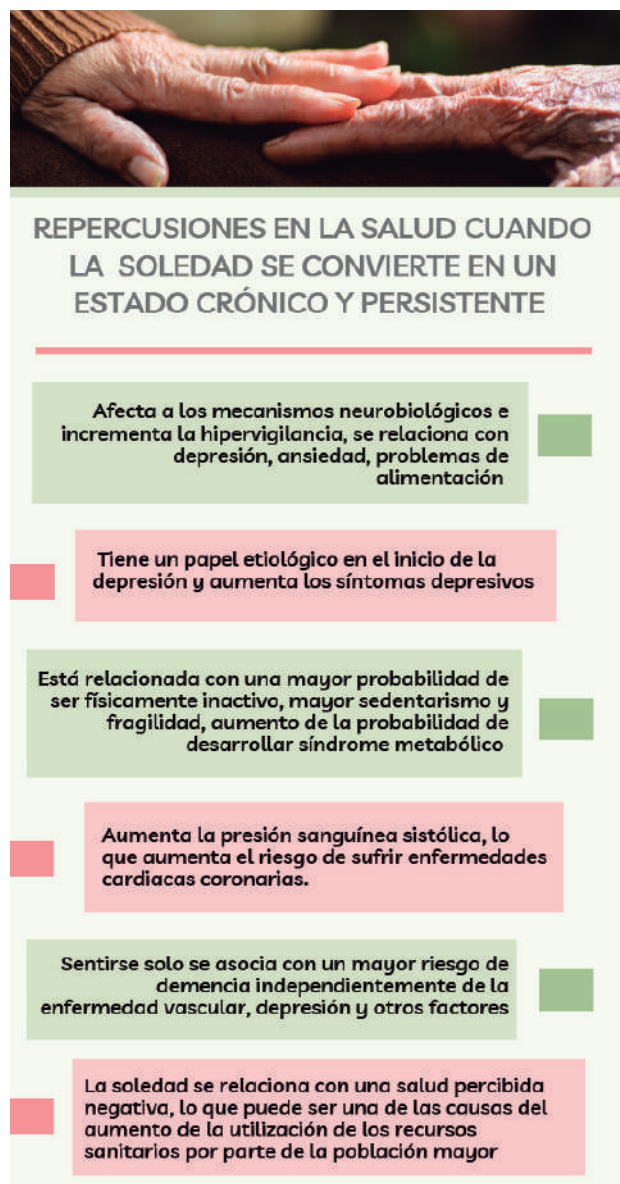 REPERCUSIONES EN LA SALUD CUANDO
LA SOLEDAD SE CONVIERTE EN UN
ESTADO CRÓNICO Y PERSISTENTE
Afecta a los mecanismos neurobiológicos e
incrementa la hipervigilancia, se relaciona con
depresión, ansiedad, problemas de
alimentación
Tiene un papel etiológico en el inicio de la
depresión y aumenta los síntomas depresivos
Está relacionada con una mayor probabilidad de
ser físicamente inactivo, mayor sedentarismo y
fragilidad, aumento de la probabilidad de
desarrollar síndrome metabólico
Aumenta la presión sanguínea sistólica, lo
que aumenta el riesgo de sufrir enfermedades
cardiacas coronarias.
Sentirse solo se asocia con un mayor riesgo de
demencia independientemente de la
enfermedad vascular, depresión y otros factores
La soledad se relaciona con una salud percibida
negativa, lo que puede ser una de las causas del
aumento de la utilización de los recursos
sanitarios por parte de la población mayor